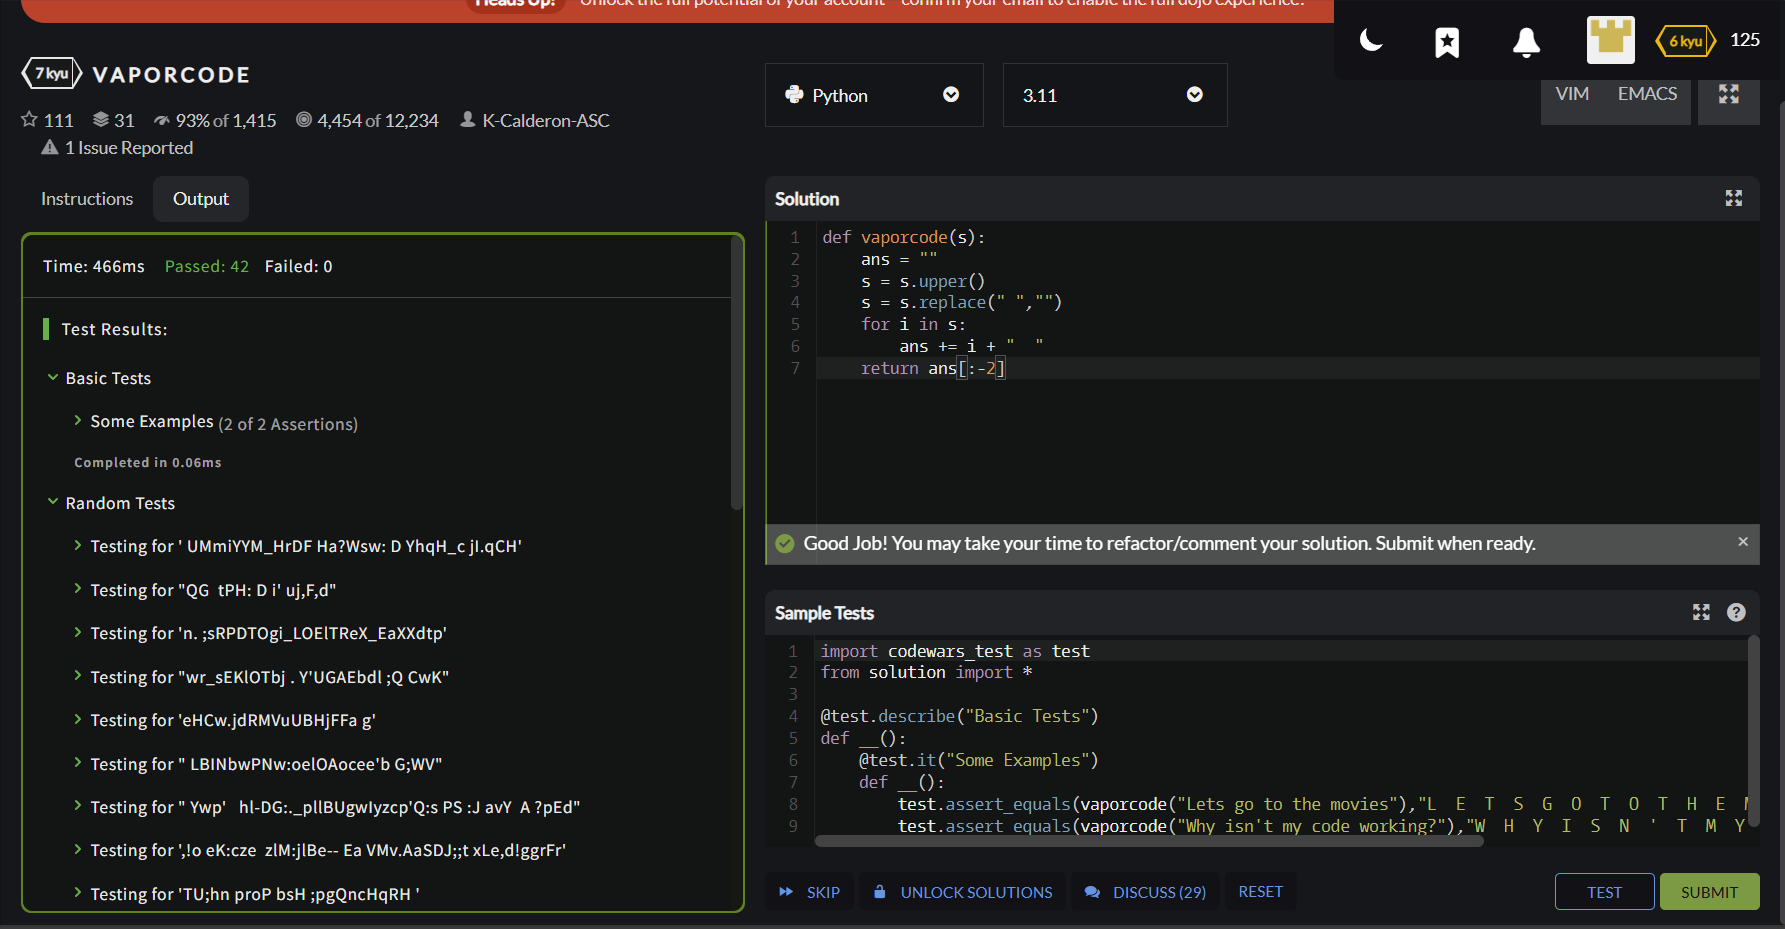 Heads Up! Unlock the full potential of your account - confirm your email to enable the full dojo experience!
6 kyu 125
7 kyu VAPORCODE
111 31 93% of 1,415 4,454 of 12,234 K-Calderon-ASC
1 Issue Reported
Python 3.11 VIM EMACS
Instructions Output
Time: 466ms Passed: 42 Failed: 0
Test Results:
Basic Tests
Some Examples (2 of 2 Assertions)
Completed in 0.06ms
Random Tests
Testing for ' UMmiYYM_HrDF Ha?Wsw: D YhqH_c jI.qCH'
Testing for "QG  tPH: D i' uj,F,d"
Testing for 'n. ;sRPDTOgi_LOElTReX_EaXXdtp'
Testing for "wr_sEKlOTbj . Y'UGAEbdl ;Q CwK"
Testing for 'eHCw.jdRMVuUBHjFFa g'
Testing for " LBINbwPNw:oelOAocee'b G;WV"
Testing for " Ywp'   hl-DG:._pllBUgwIyzcp'Q:s PS :J avY  A ?pEd"
Testing for ',!o eK:cze  zlM:jlBe-- Ea VMv.AaSDJ;;t xLe,d!ggrFr'
Testing for 'TU;hn proP bsH ;pgQncHqRH '
Solution
1 def vaporcode(s):
2     ans = ""
3     s = s.upper()
4     s = s.replace(" ","")
5     for i in s:
6         ans += i + "  "
7     return ans[:-2]
Good Job! You may take your time to refactor/comment your solution. Submit when ready.
Sample Tests
1 import codewars_test as test
2 from solution import *
3
4 @test.describe("Basic Tests")
5 def __():
6     @test.it("Some Examples")
7     def __():
8         test.assert_equals(vaporcode("Lets go to the movies"),"L  E  T  S  G  O  T  O  T  H  E  M
9         test.assert_equals(vaporcode("Why isn't my code working?"),"W  H  Y  I  S  N  '  T  M  Y
SKIP UNLOCK SOLUTIONS DISCUSS (29) RESET TEST SUBMIT